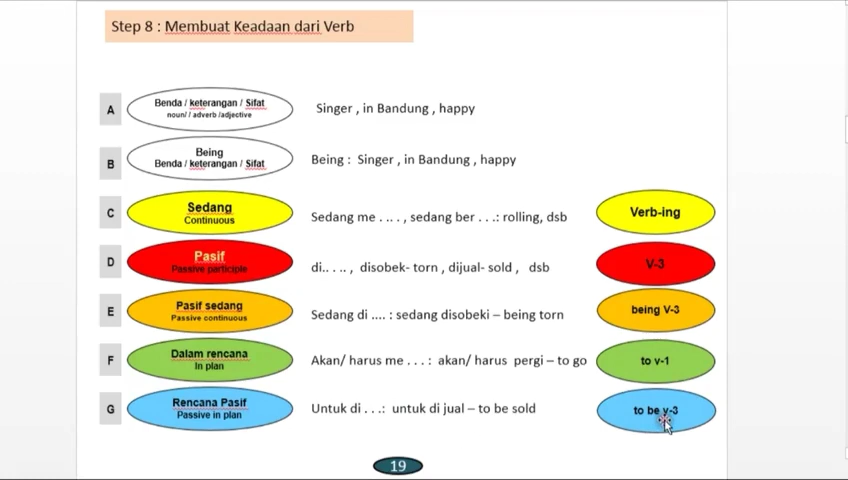 Step 8 : Membuat Keadaan dari Verb
A
Benda / keterangan / Sifat
noun/ / adverb /adjective
Singer , in Bandung , happy
B
Being
Benda / keterangan / Sifat
Being : Singer , in Bandung , happy
C
Sedang
Continuous
Sedang me . . . . , sedang ber . . .: rolling, dsb
Verb-ing
D
Pasif
Passive participle
di.. . .. , disobek- torn , dijual- sold , dsb
V-3
E
Pasif sedang
Passive continuous
Sedang di .... : sedang disobeki – being torn
being V-3
F
Dalam rencana
In plan
Akan/ harus me . . . : akan/ harus pergi – to go
to v-1
G
Rencana Pasif
Passive in plan
Untuk di . . .: untuk di jual – to be sold
to be v-3
19